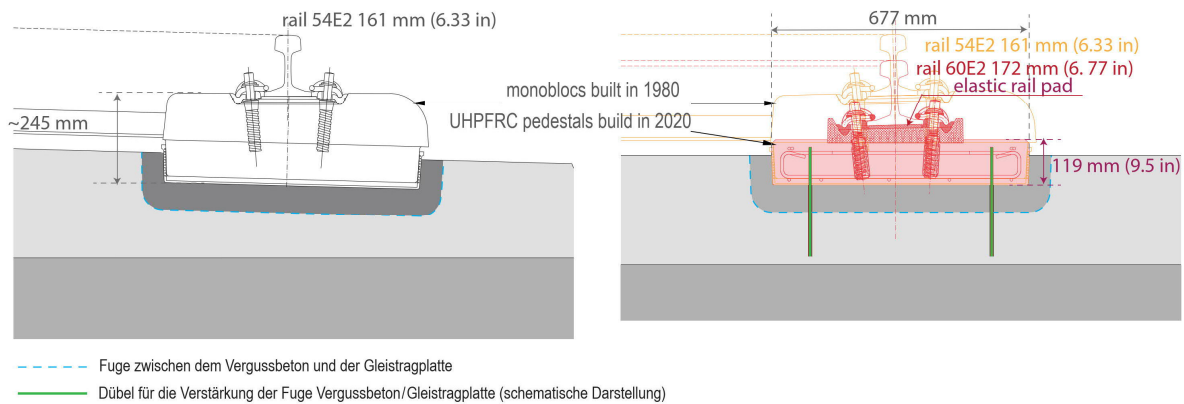 rail 54E2 161 mm (6.33 in)
677 mm
rail 54E2 161 mm (6.33 in)
rail 60E2 172 mm (6. 77 in)
elastic rail pad
monoblocs built in 1980
~245 mm
UHPFRC pedestals build in 2020
119 mm (9.5 in)
Fuge zwischen dem Vergussbeton und der Gleistragplatte
Dübel für die Verstärkung der Fuge Vergussbeton/Gleistragplatte (schematische Darstellung)